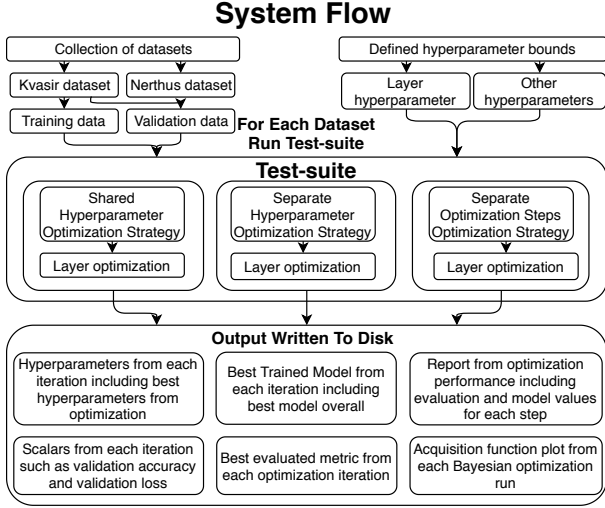 System Flow
Collection of datasets
Kvasir dataset
Nerthus dataset
Training data
Validation data
Defined hyperparameter bounds
Layer
hyperparameter
Other
hyperparameters
For Each Dataset
Run Test-suite
Test-suite
Shared
Hyperparameter
Optimization Strategy
Layer optimization
Separate
Hyperparameter
Optimization Strategy
Layer optimization
Separate
Optimization Steps
Optimization Strategy
Layer optimization
Output Written To Disk
Hyperparameters from each
iteration including best
hyperparameters from
optimization
Best Trained Model from
each iteration including
best model overall
Report from optimization
performance including
evaluation and model values
for each step
Scalars from each iteration
such as validation accuracy
and validation loss
Best evaluated metric from
each optimization iteration
Acquisition function plot from
each Bayesian optimization
run